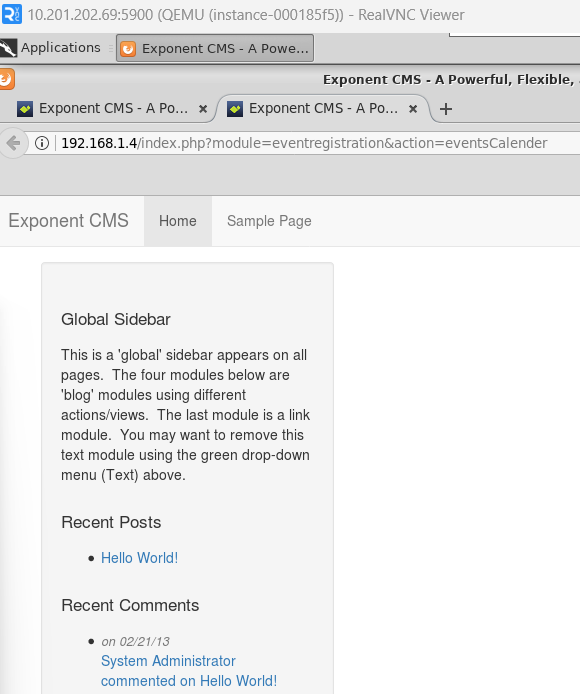 10.201.202.69:5900 (QEMU (instance-000185f5)) - RealVNC Viewer
Applications
Exponent CMS - A Powe...
Exponent CMS - A Powerful, Flexible,
Exponent CMS - A Po...
Exponent CMS - A Po...
192.168.1.4/index.php?module=eventregistration&action=eventsCalender
Exponent CMS Home Sample Page
Global Sidebar
This is a 'global' sidebar appears on all
pages. The four modules below are
'blog' modules using different
actions/views. The last module is a link
module. You may want to remove this
text module using the green drop-down
menu (Text) above.
Recent Posts
• Hello World!
Recent Comments
• on 02/21/13
System Administrator
commented on Hello World!